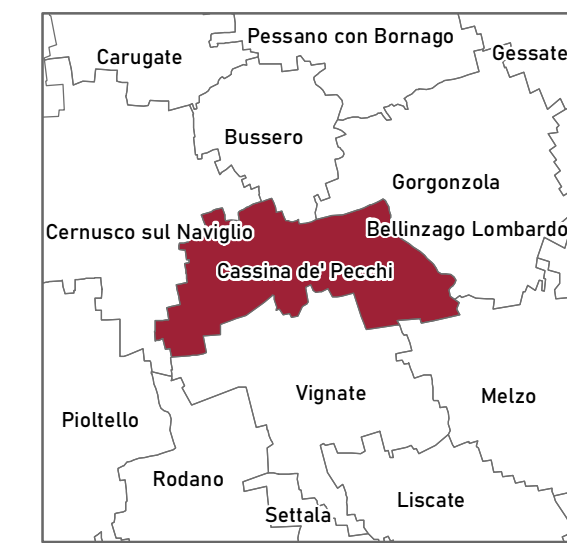 Pessano con Bornago
Gessate
Carugate
Bussero
Gorgonzola
Cernusco sul Naviglio
Bellinzago Lombardo
Cassina de' Pecchi
Vignate
Melzo
Pioltello
Rodano
Liscate
Settala